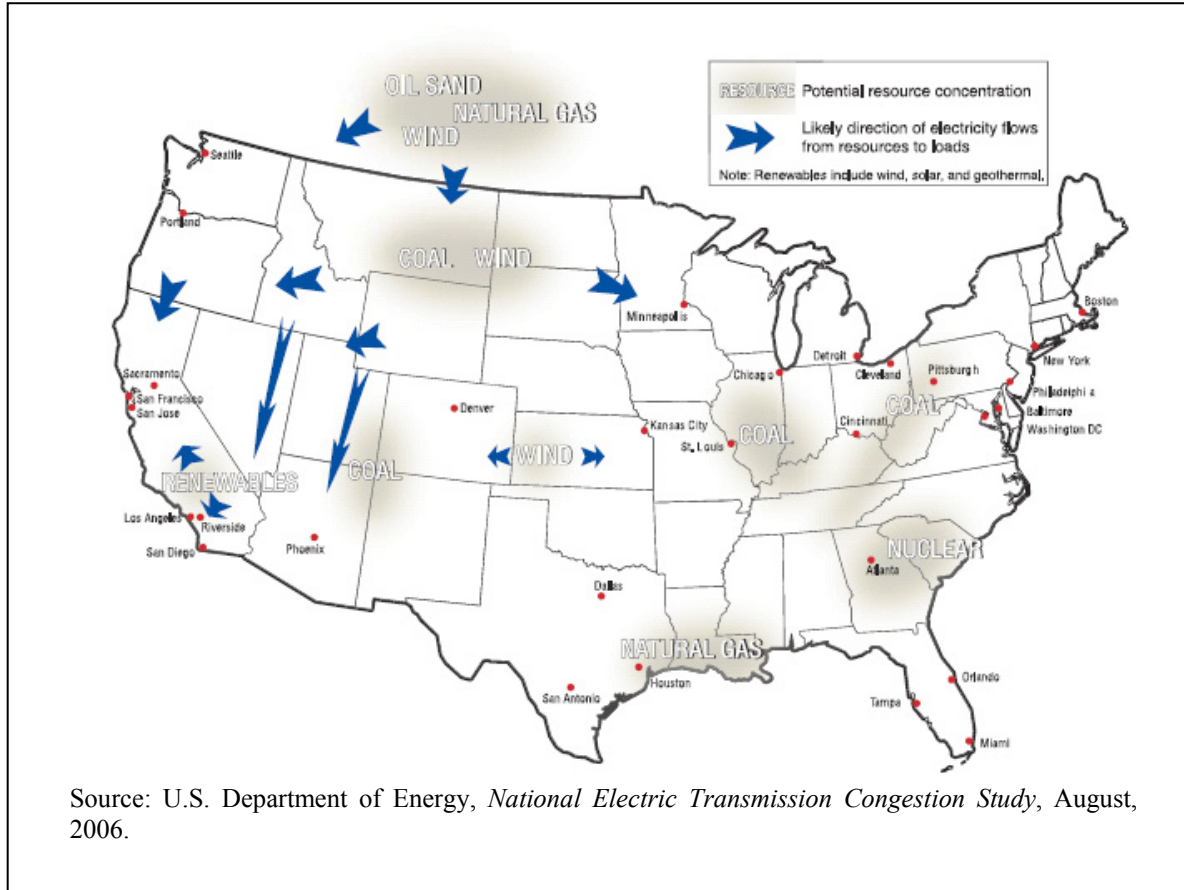 OIL SAND
NATURAL GAS
WIND
RESOURCE Potential resource concentration
Likely direction of electricity flows
from resources to loads
Note: Renewables include wind, solar, and geothermal.
Seattle
Portland
COAL WIND
Minneapolis
Boston
Detroit
Cleveland
New York
Chicago
Pittsburgh
Philadelphia
Sacramento
San Francisco
San Jose
Denver
Kansas City
St. Louis
Cincinnati
COAL
Baltimore
Washington DC
COAL
WIND
COAL
RENEWABLES
Los Angeles
Riverside
San Diego
Phoenix
NUCLEAR
Atlanta
Dallas
NATURAL GAS
Houston
San Antonio
Orlando
Tampa
Miami
Source: U.S. Department of Energy, National Electric Transmission Congestion Study, August,
2006.